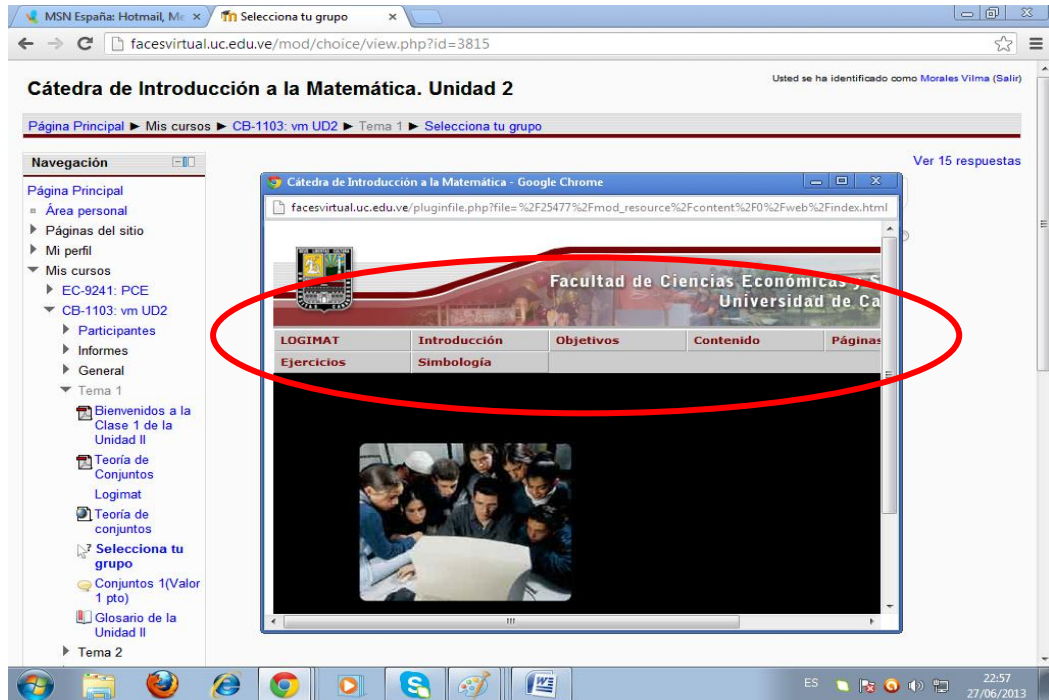 MSN España: Hotmail, Me
Selecciona tu grupo
facesvirtual.uc.edu.ve/mod/choice/view.php?id=3815
Usted se ha identificado como Morales Vilma (Salir)
Cátedra de Introducción a la Matemática. Unidad 2
Página Principal ► Mis cursos ► CB-1103: vm UD2 ► Tema 1 ► Selecciona tu grupo
Ver 15 respuestas
Navegación
Página Principal
Área personal
Páginas del sitio
Mi perfil
Mis cursos
EC-9241: PCE
CB-1103: vm UD2
Participantes
Informes
General
Tema 1
Bienvenidos a la
Clase 1 de la
Unidad II
Teoría de
Conjuntos
Logimat
Teoría de
conjuntos
Selecciona tu
grupo
Conjuntos 1(Valor
1 pto)
Glosario de la
Unidad II
Tema 2
Cátedra de Introducción a la Matemática - Google Chrome
facesvirtual.uc.edu.ve/pluginfile.php?file=%2F25477%2Fmod_resource%2Fcontent%2F0%2Fweb%2Findex.html
Facultad de Ciencias Económicas y S
Universidad de Ca
LOGIMAT Introducción Objetivos Contenido Páginas
Ejercicios Simbología
ES 22:57
27/06/2013